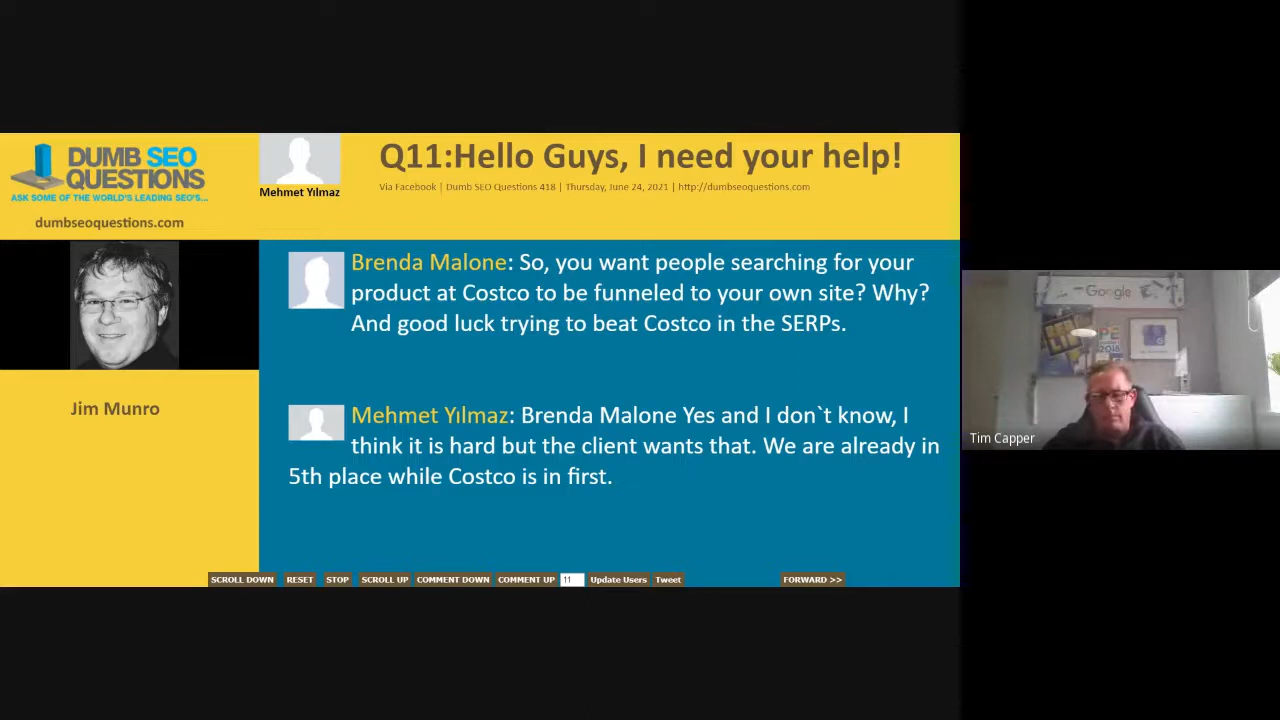 DUMB SEO
QUESTIONS
ASK SOME OF THE WORLD'S LEADING SEO'S...
dumbseoquestions.com
Mehmet Yılmaz
Q11:Hello Guys, I need your help!
Via Facebook | Dumb SEO Questions 418 | Thursday, June 24, 2021 | http://dumbseoquestions.com
Jim Munro
Brenda Malone: So, you want people searching for your
product at Costco to be funneled to your own site? Why?
And good luck trying to beat Costco in the SERPs.
Mehmet Yılmaz: Brenda Malone Yes and I don`t know, I
think it is hard but the client wants that. We are already in
5th place while Costco is in first.
SCROLL DOWN RESET STOP SCROLL UP COMMENT DOWN COMMENT UP 11 Update Users Tweet FORWARD >>
Google
Tim Capper